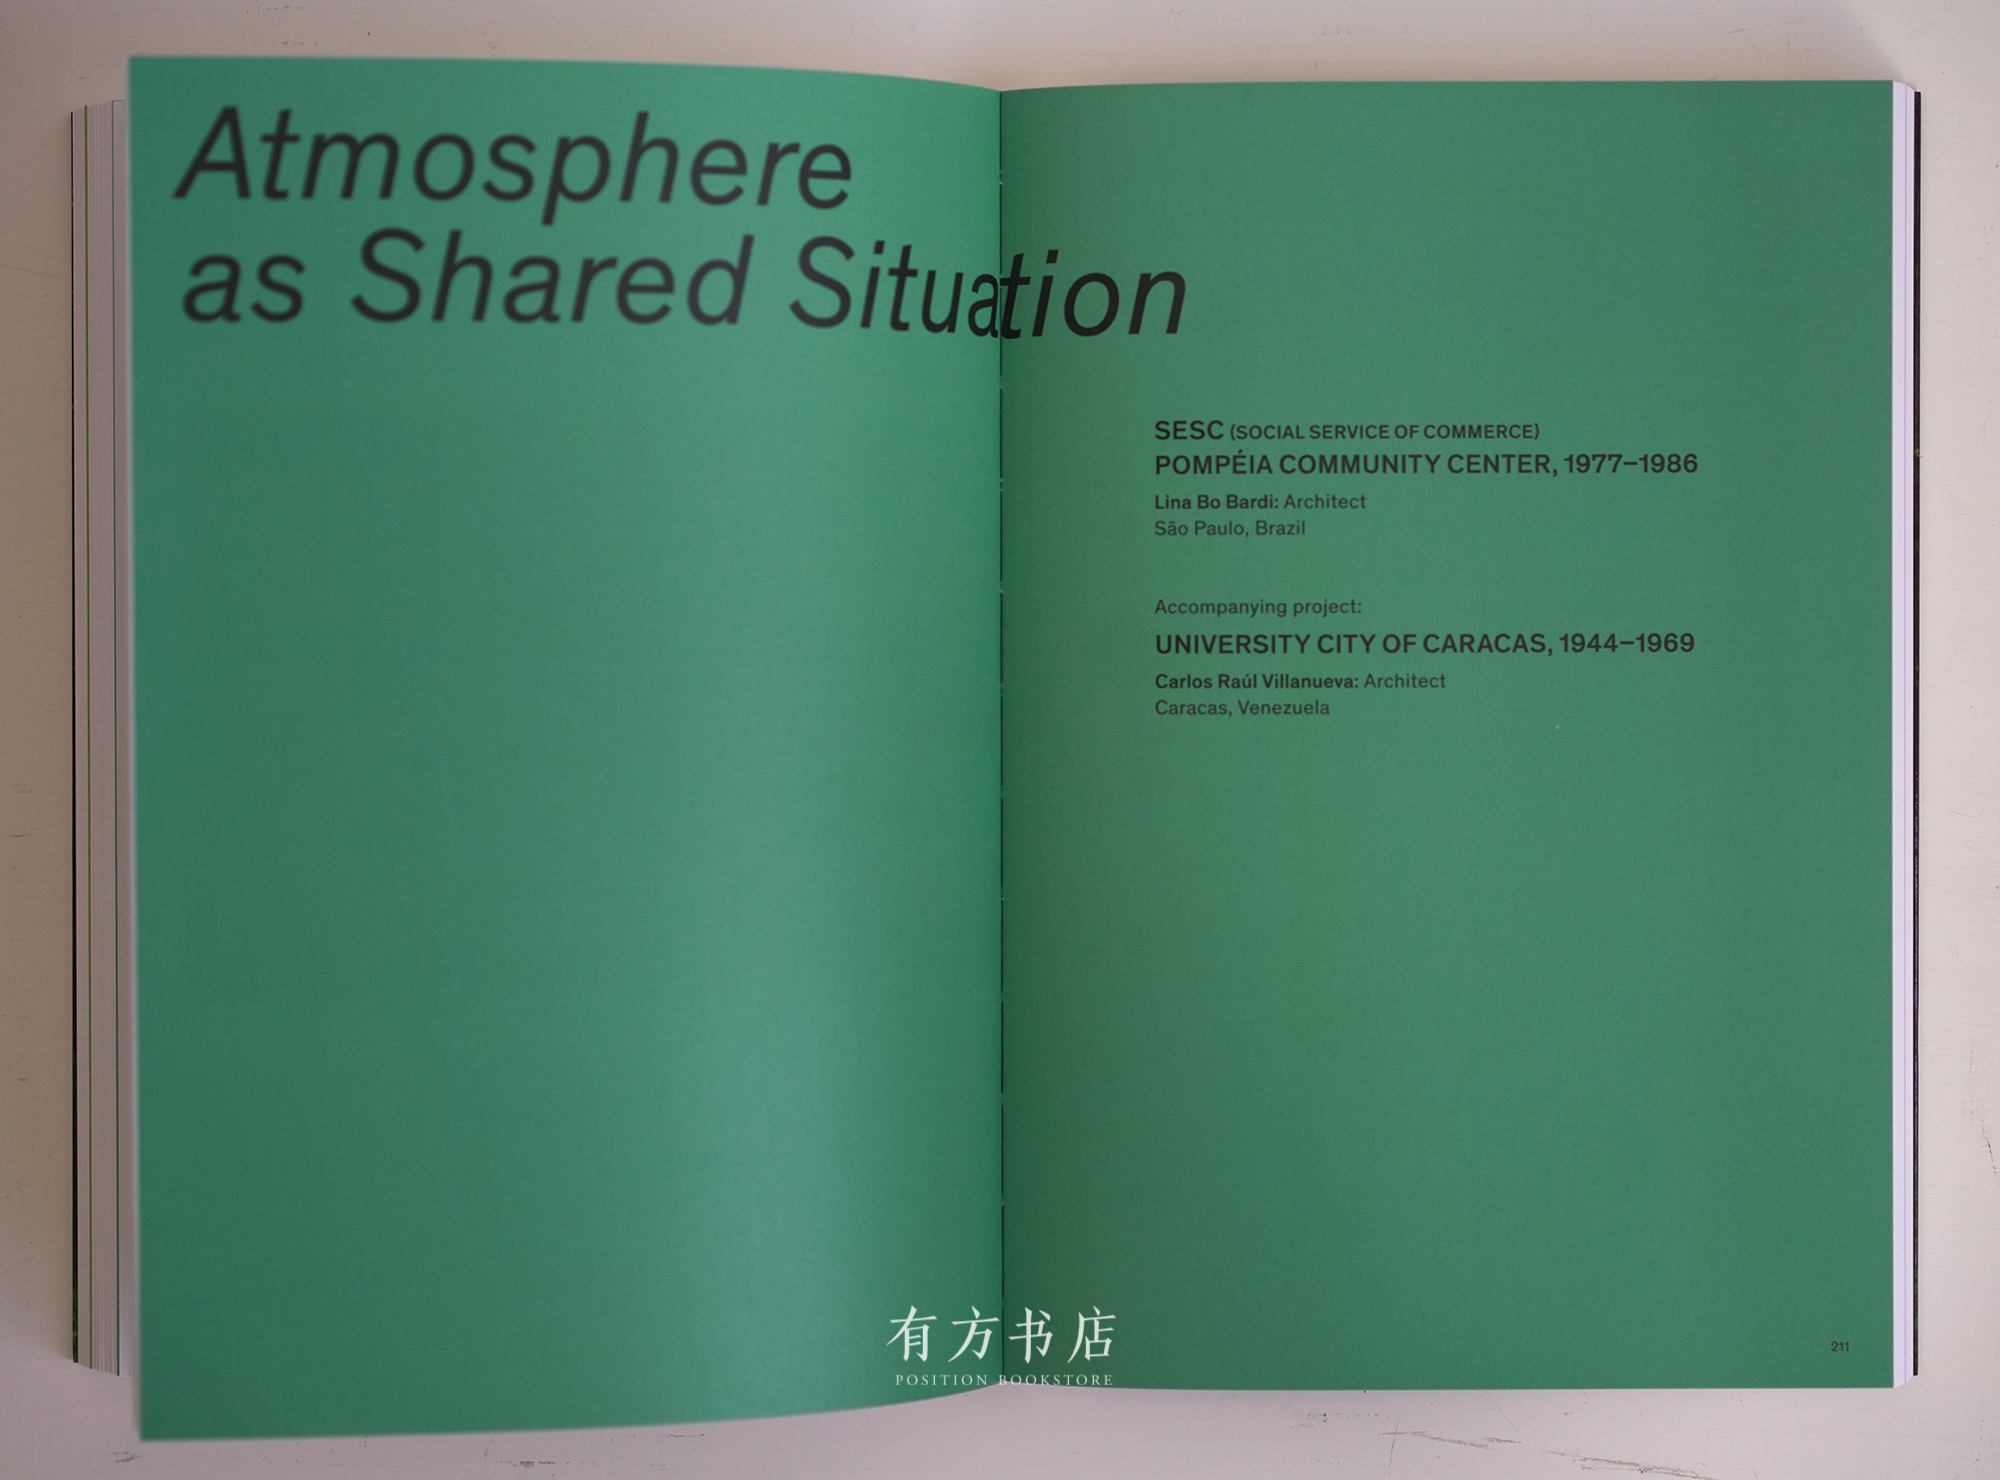 Atmosphere
as Shared Situation
SESC (SOCIAL SERVICE OF COMMERCE)
POMPÉIA COMMUNITY CENTER, 1977–1986
Lina Bo Bardi: Architect
São Paulo, Brazil
Accompanying project:
UNIVERSITY CITY OF CARACAS, 1944–1969
Carlos Raúl Villanueva: Architect
Caracas, Venezuela
211
有方书店
POSITION BOOKSTORE